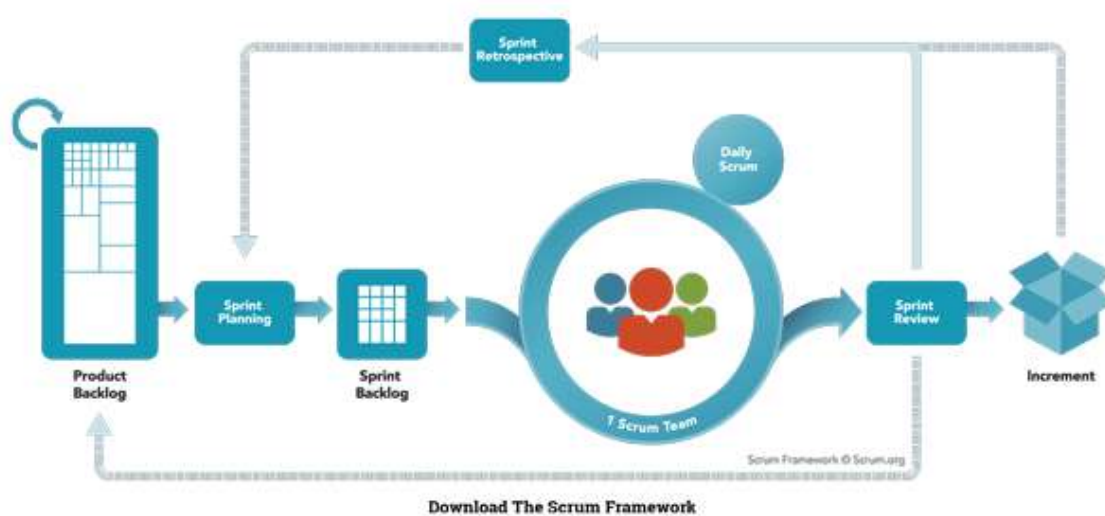 Sprint
Retrospective
Daily
Scrum
Sprint
Planning
Sprint
Review
Product
Backlog
Sprint
Backlog
Increment
1 Scrum Team
Scrum Framework © Scrum.org
Download The Scrum Framework